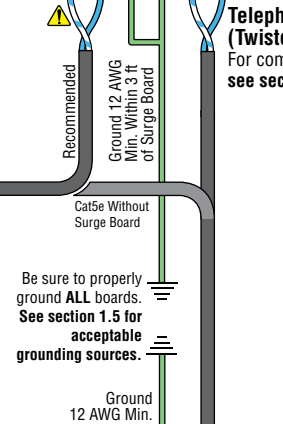 Recommended
Ground 12 AWG
Min. Within 3 ft
of Surge Board
Cat5e Without
Surge Board
Be sure to properly
ground ALL boards.
See section 1.5 for
acceptable
grounding sources.
Ground
12 AWG Min.
Teleph
(Twiste
For com
see sec